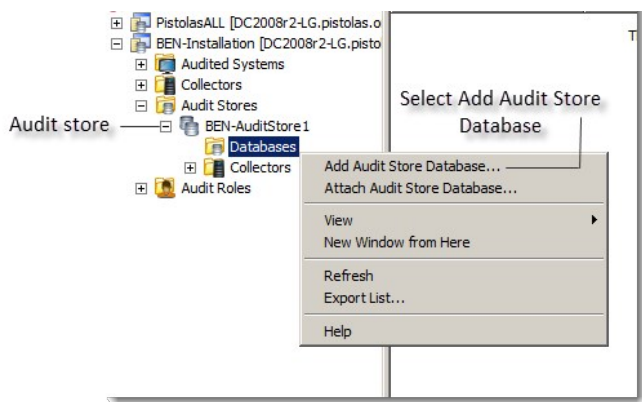 PistolasALL [DC2008r2-LG.pistolas.o
BEN-Installation [DC2008r2-LG.pisto
Audited Systems
Collectors
Audit Stores
Audit store
BEN-AuditStore1
Databases
Collectors
Audit Roles
T
Select Add Audit Store
Database
Add Audit Store Database...
Attach Audit Store Database...
View
New Window from Here
Refresh
Export List...
Help